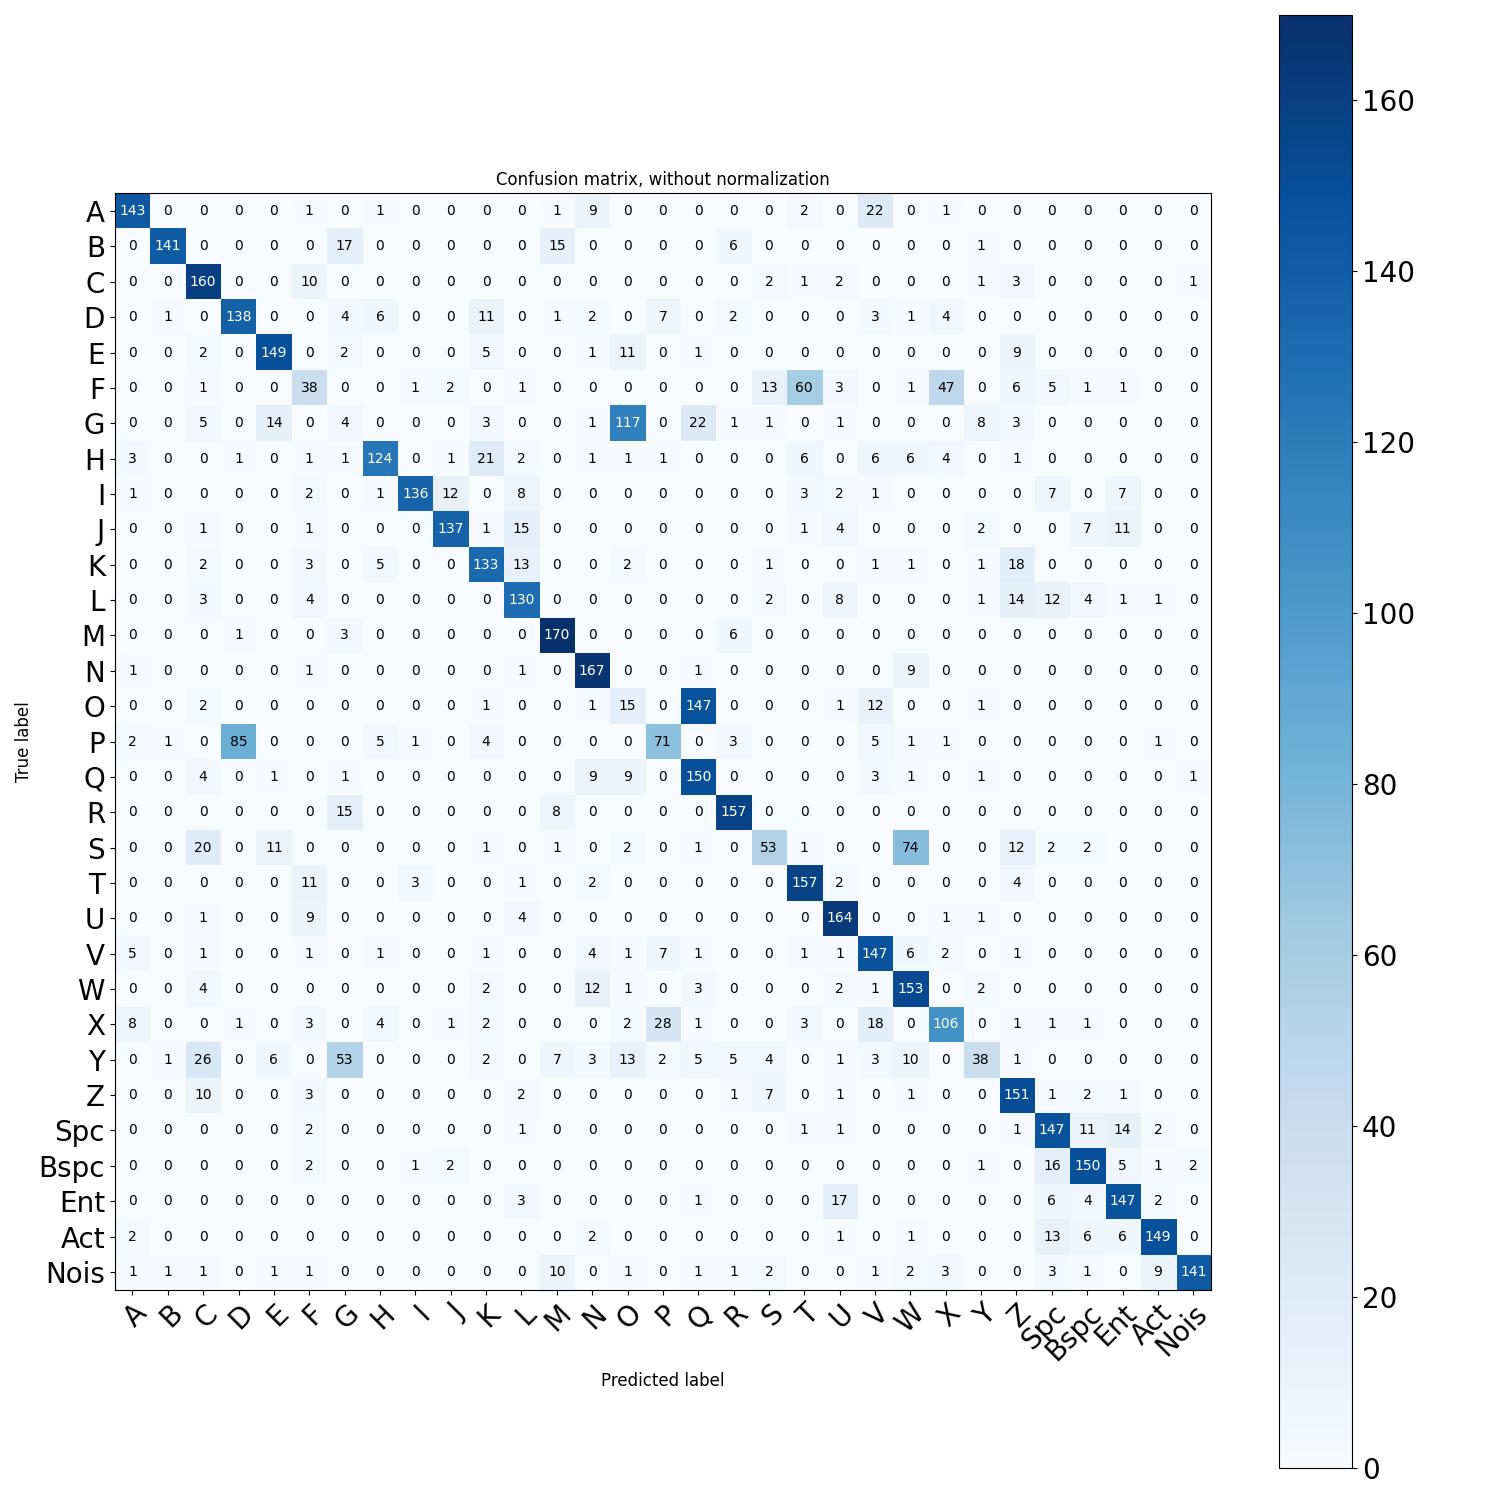 Confusion matrix, without normalization
A 143 0 0 0 0 1 0 1 0 0 0 0 1 9 0 0 0 0 0 2 0 22 0 1 0 0 0 0 0 0 0
B 0 141 0 0 0 0 17 0 0 0 0 0 15 0 0 0 0 6 0 0 0 0 0 0 1 0 0 0 0 0 0
C 0 0 160 0 0 10 0 0 0 0 0 0 0 0 0 0 0 0 2 1 2 0 0 0 1 3 0 0 0 0 1
D 0 1 0 138 0 0 4 6 0 0 11 0 1 2 0 7 0 2 0 0 0 3 1 4 0 0 0 0 0 0 0
E 0 0 2 0 149 0 2 0 0 0 5 0 0 1 11 0 1 0 0 0 0 0 0 0 0 9 0 0 0 0 0
F 0 0 1 0 0 38 0 0 1 2 0 1 0 0 0 0 0 0 13 60 3 0 1 47 0 6 5 1 1 0 0
G 0 0 5 0 14 0 4 0 0 0 3 0 0 1 117 0 22 1 1 0 1 0 0 0 8 3 0 0 0 0 0
H 3 0 0 1 0 1 1 124 0 1 21 2 0 1 1 1 0 0 0 6 0 6 6 4 0 1 0 0 0 0 0
I 1 0 0 0 0 2 0 1 136 12 0 8 0 0 0 0 0 0 0 3 2 1 0 0 0 0 7 0 7 0 0
J 0 0 1 0 0 1 0 0 0 137 1 15 0 0 0 0 0 0 0 1 4 0 0 0 2 0 0 7 11 0 0
K 0 0 2 0 0 3 0 5 0 0 133 13 0 0 2 0 0 0 1 0 0 1 1 0 1 18 0 0 0 0 0
L 0 0 3 0 0 4 0 0 0 0 0 130 0 0 0 0 0 0 2 0 8 0 0 0 1 14 12 4 1 1 0
M 0 0 0 1 0 0 3 0 0 0 0 0 170 0 0 0 0 6 0 0 0 0 0 0 0 0 0 0 0 0 0
N 1 0 0 0 0 1 0 0 0 0 0 1 0 167 0 0 1 0 0 0 0 0 9 0 0 0 0 0 0 0 0
O 0 0 2 0 0 0 0 0 0 0 1 0 0 1 15 0 147 0 0 0 1 12 0 0 1 0 0 0 0 0 0
P 2 1 0 85 0 0 0 5 1 0 4 0 0 0 0 71 0 3 0 0 0 5 1 1 0 0 0 0 0 1 0
Q 0 0 4 0 1 0 1 0 0 0 0 0 0 9 9 0 150 0 0 0 0 3 1 0 1 0 0 0 0 0 1
R 0 0 0 0 0 0 15 0 0 0 0 0 8 0 0 0 0 157 0 0 0 0 0 0 0 0 0 0 0 0 0
S 0 0 20 0 11 0 0 0 0 0 1 0 1 0 2 0 1 0 53 1 0 0 74 0 0 12 2 2 0 0 0
T 0 0 0 0 0 11 0 0 3 0 0 1 0 2 0 0 0 0 0 157 2 0 0 0 0 4 0 0 0 0 0
U 0 0 1 0 0 9 0 0 0 0 0 4 0 0 0 0 0 0 0 0 164 0 0 1 1 0 0 0 0 0 0
V 5 0 1 0 0 1 0 1 0 0 1 0 0 4 1 7 1 0 0 1 1 147 6 2 0 1 0 0 0 0 0
W 0 0 4 0 0 0 0 0 0 0 2 0 0 12 1 0 3 0 0 0 2 1 153 0 2 0 0 0 0 0 0
X 8 0 0 1 0 3 0 4 0 1 2 0 0 0 2 28 1 0 0 3 0 18 0 106 0 1 1 1 0 0 0
Y 0 1 26 0 6 0 53 0 0 0 2 0 7 3 13 2 5 5 4 0 1 3 10 0 38 1 0 0 0 0 0
Z 0 0 10 0 0 3 0 0 0 0 0 2 0 0 0 0 0 1 7 0 1 0 1 0 0 151 1 2 1 0 0
Spc 0 0 0 0 0 2 0 0 0 0 0 1 0 0 0 0 0 0 0 1 1 0 0 0 0 1 147 11 14 2 0
Bspc 0 0 0 0 0 2 0 0 1 2 0 0 0 0 0 0 0 0 0 0 0 0 0 0 1 0 16 150 5 1 2
Ent 0 0 0 0 0 0 0 0 0 0 0 3 0 0 0 0 1 0 0 0 17 0 0 0 0 0 6 4 147 2 0
Act 2 0 0 0 0 0 0 0 0 0 0 0 0 2 0 0 0 0 0 0 1 0 1 0 0 0 13 6 6 149 0
Nois 1 1 1 0 1 1 0 0 0 0 0 0 10 0 1 0 1 1 2 0 0 1 2 3 0 0 3 1 0 9 141
A B C D E F G H I J K L M N O P Q R S T U V W X Y Z Spc Bspc Ent Act Nois
Predicted label
True label
160
140
120
100
80
60
40
20
0